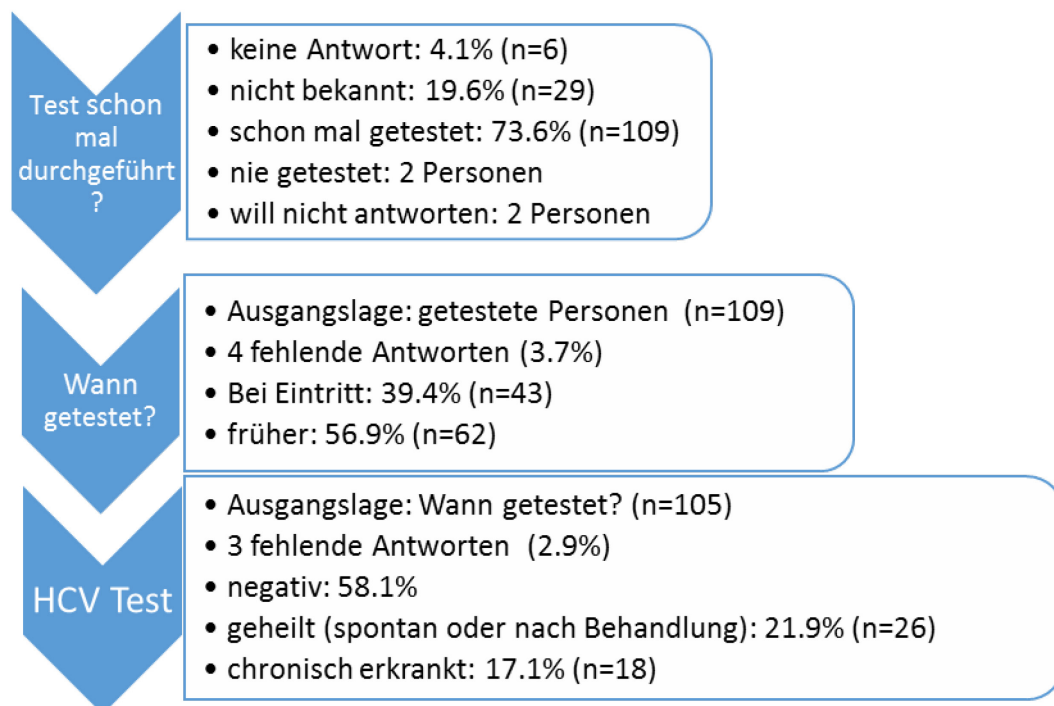 Test schon
mal
durchgeführt
?
• keine Antwort: 4.1% (n=6)
• nicht bekannt: 19.6% (n=29)
• schon mal getestet: 73.6% (n=109)
• nie getestet: 2 Personen
• will nicht antworten: 2 Personen
Wann
getestet?
• Ausgangslage: getestete Personen (n=109)
• 4 fehlende Antworten (3.7%)
• Bei Eintritt: 39.4% (n=43)
• früher: 56.9% (n=62)
HCV Test
• Ausgangslage: Wann getestet? (n=105)
• 3 fehlende Antworten (2.9%)
• negativ: 58.1%
• geheilt (spontan oder nach Behandlung): 21.9% (n=26)
• chronisch erkrankt: 17.1% (n=18)